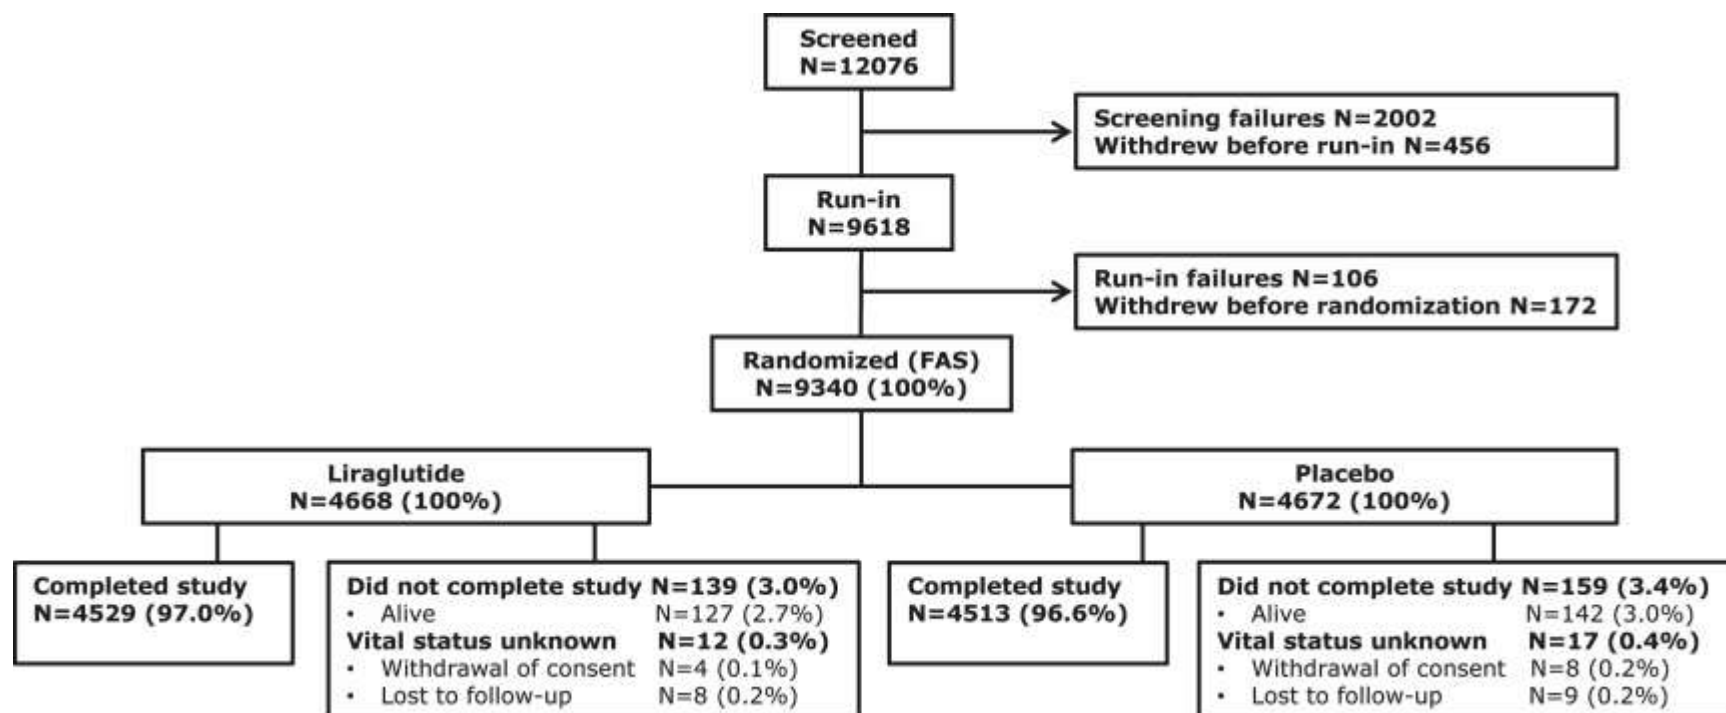 Screened
N=12076
Screening failures N=2002
Withdrew before run-in N=456
Run-in
N=9618
Run-in failures N=106
Withdrew before randomization N=172
Randomized (FAS)
N=9340 (100%)
Liraglutide
N=4668 (100%)
Placebo
N=4672 (100%)
Completed study
N=4529 (97.0%)
Did not complete study N=139 (3.0%)
• Alive N=127 (2.7%)
Vital status unknown N=12 (0.3%)
• Withdrawal of consent N=4 (0.1%)
• Lost to follow-up N=8 (0.2%)
Completed study
N=4513 (96.6%)
Did not complete study N=159 (3.4%)
• Alive N=142 (3.0%)
Vital status unknown N=17 (0.4%)
• Withdrawal of consent N=8 (0.2%)
• Lost to follow-up N=9 (0.2%)